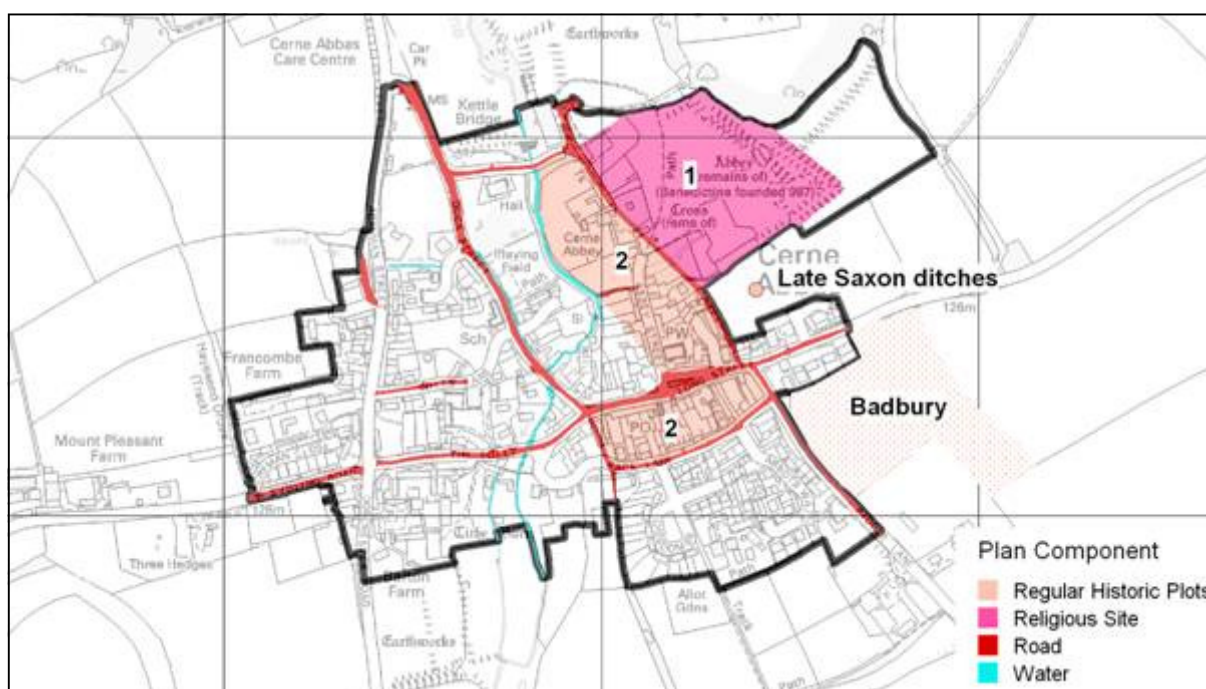 Cerne Abbas
Care Centre
Car
Pk
MS
Kettle
Bridge
Earthworks
1
Abbey
(remains of)
(Benedictine founded 987)
Path
Cross
(rems of)
Hall
Cerne
Abbey
2
Playing
Field
Path
Cerne
Late Saxon ditches
126m
Sch
PW
Francombe
Farm
PO
2
Badbury
Mount Pleasant
Farm
126m
Three Hedges
Barton
Farm
Earthworks
Allot
Gdns
Path
Track
Path
Plan Component
Regular Historic Plots
Religious Site
Road
Water